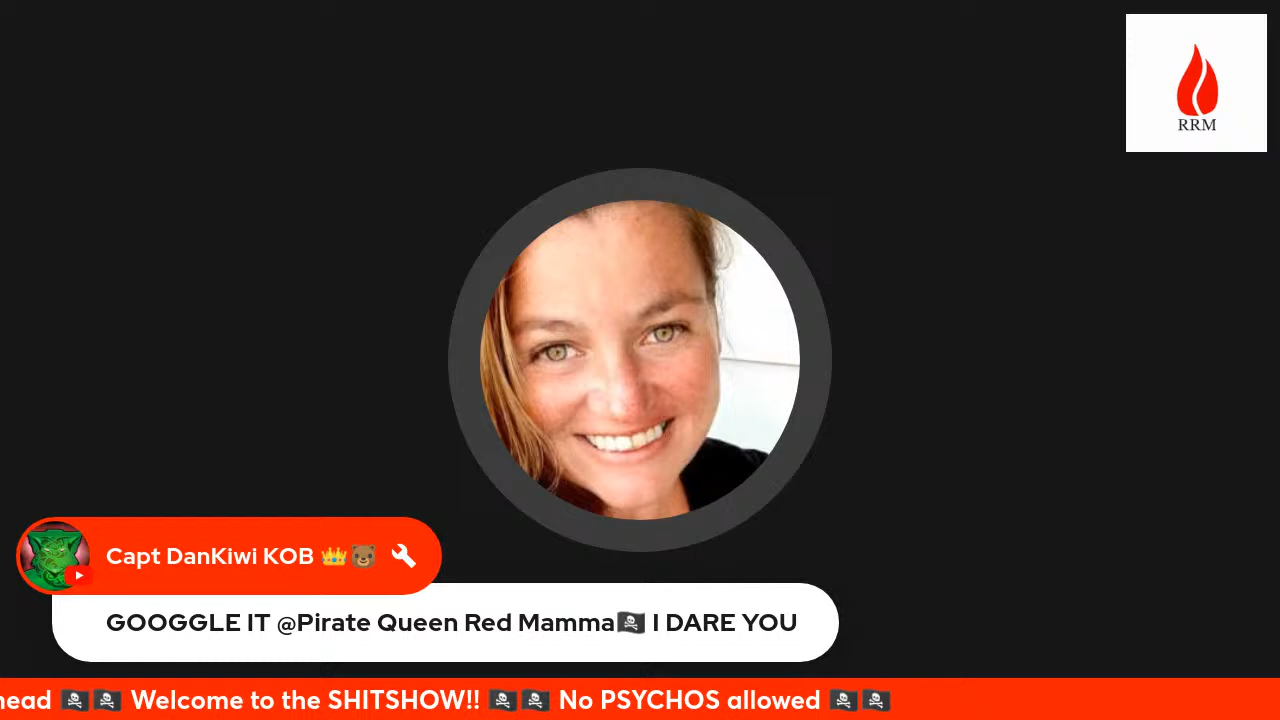 RRM
Capt DanKiwi KOB 👑🐻
GOOGGLE IT @Pirate Queen Red Mamma🏴‍☠️ I DARE YOU
🏴‍☠️🏴‍☠️ Welcome to the SHITSHOW!! 🏴‍☠️🏴‍☠️ No PSYCHOS allowed 🏴‍☠️🏴‍☠️